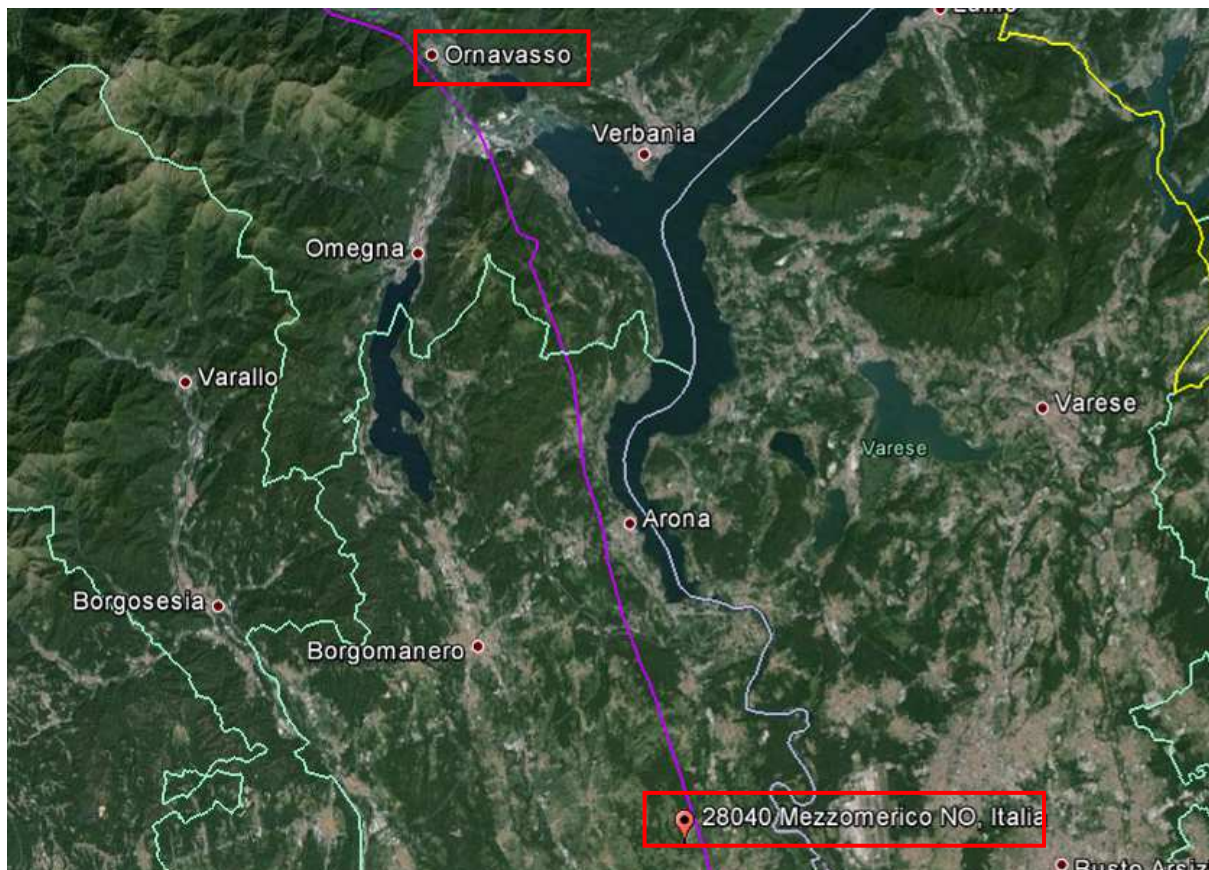 Ornavasso
Verbania
Omegna
Varallo
Varese
Varese
Arona
Borgosesia
Borgomanero
28040 Mezzomerico NO, Italia